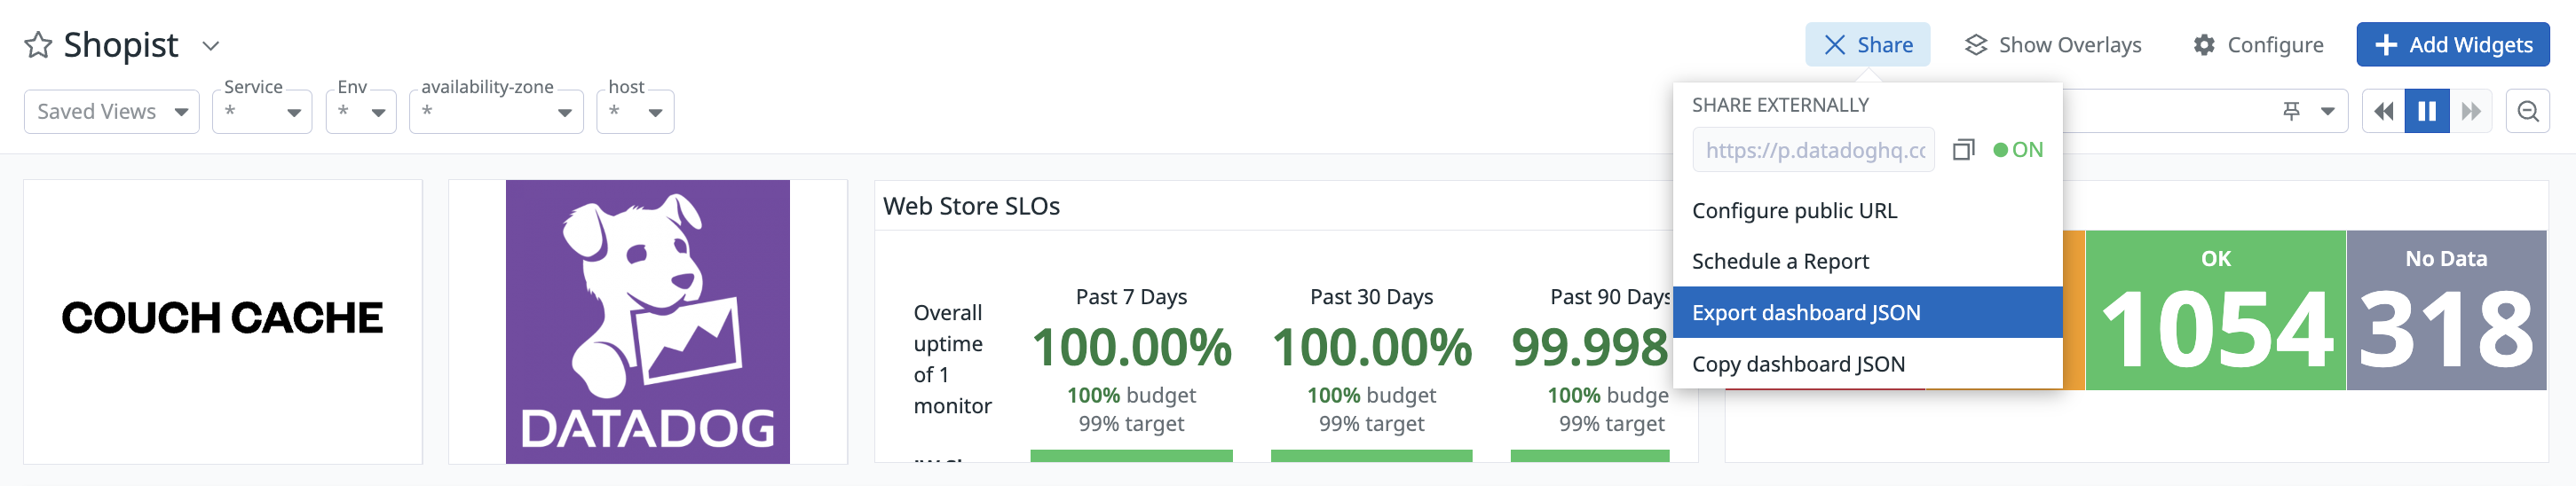 Shopist
Share
Show Overlays
Configure
Add Widgets
Saved Views
Service
*
Env
*
availability-zone
*
host
*
SHARE EXTERNALLY
https://p.datadoghq.cc
ON
Configure public URL
Schedule a Report
Export dashboard JSON
Copy dashboard JSON
COUCH CACHE
DATADOG
Web Store SLOs
Past 7 Days
Past 30 Days
Past 90 Days
Overall
uptime
of 1
monitor
100.00%
100.00%
99.998
100% budget
100% budget
100% budge
99% target
99% target
99% target
OK
1054
No Data
318